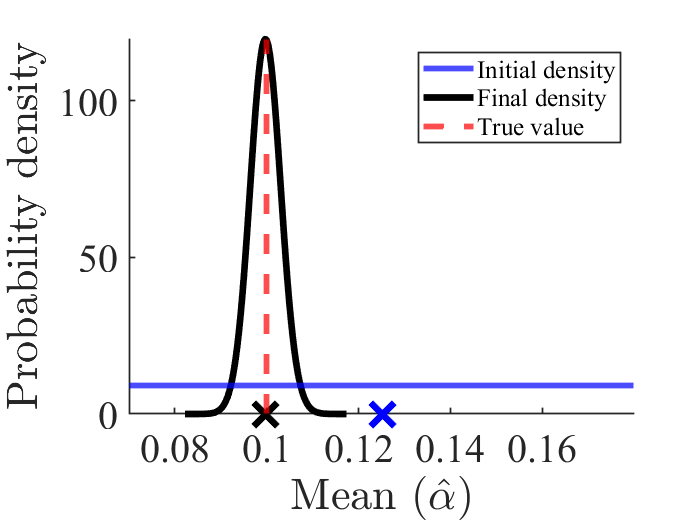 Probability density
100
50
0
0.08 0.1 0.12 0.14 0.16
Mean (α̂)
Initial density
Final density
True value